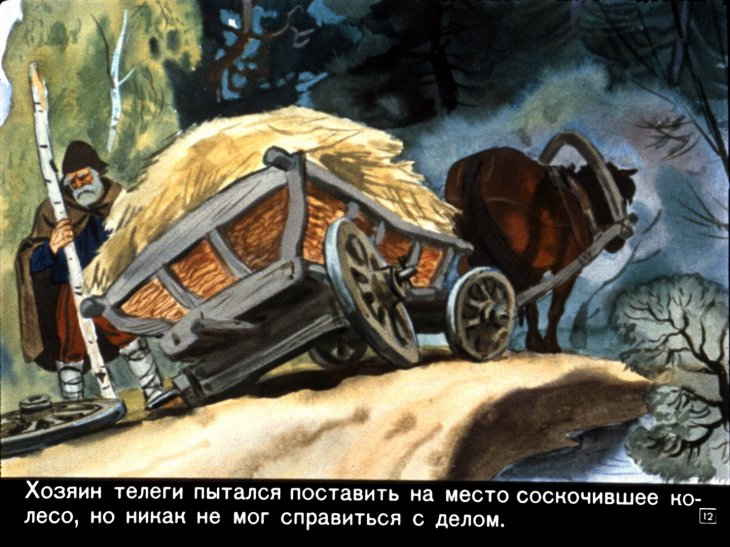 Хозяин телеги пытался поставить на место соскочившее ко-
лесо, но никак не мог справиться с делом.
12